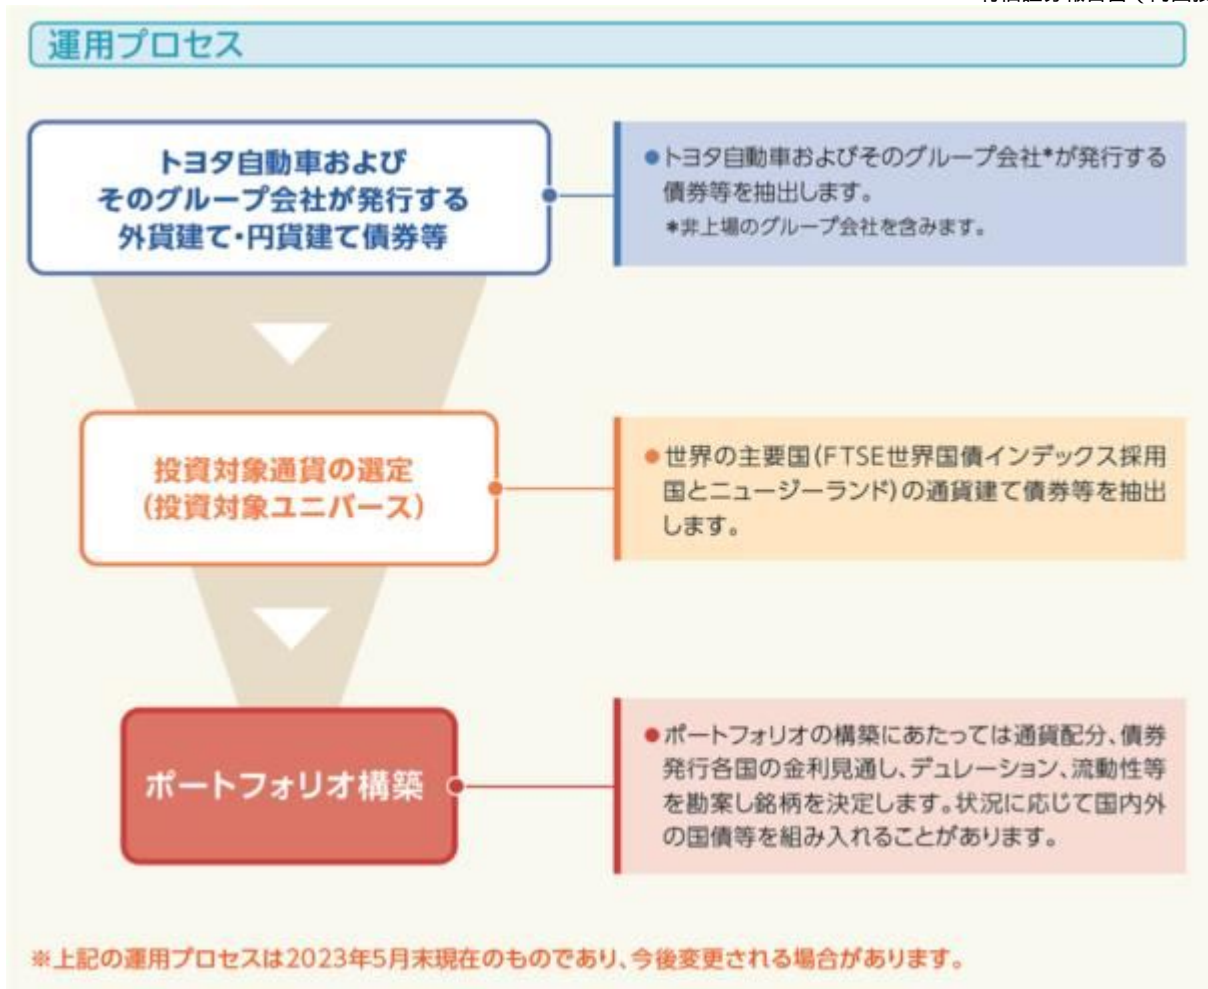 運用プロセス
トヨタ自動車および
そのグループ会社が発行する
外貨建て・円貨建て債券等
●トヨタ自動車およびそのグループ会社*が発行する
債券等を抽出します。
*非上場のグループ会社を含みます。
投資対象通貨の選定
(投資対象ユニバース)
●世界の主要国(FTSE世界国債インデックス採用
国とニュージーランド)の通貨建て債券等を抽出
します。
ポートフォリオ構築
●ポートフォリオの構築にあたっては通貨配分、債券
発行各国の金利見通し、デュレーション、流動性等
を勘案し銘柄を決定します。状況に応じて国内外
の国債等を組み入れることがあります。
※上記の運用プロセスは2023年5月末現在のものであり、今後変更される場合があります。